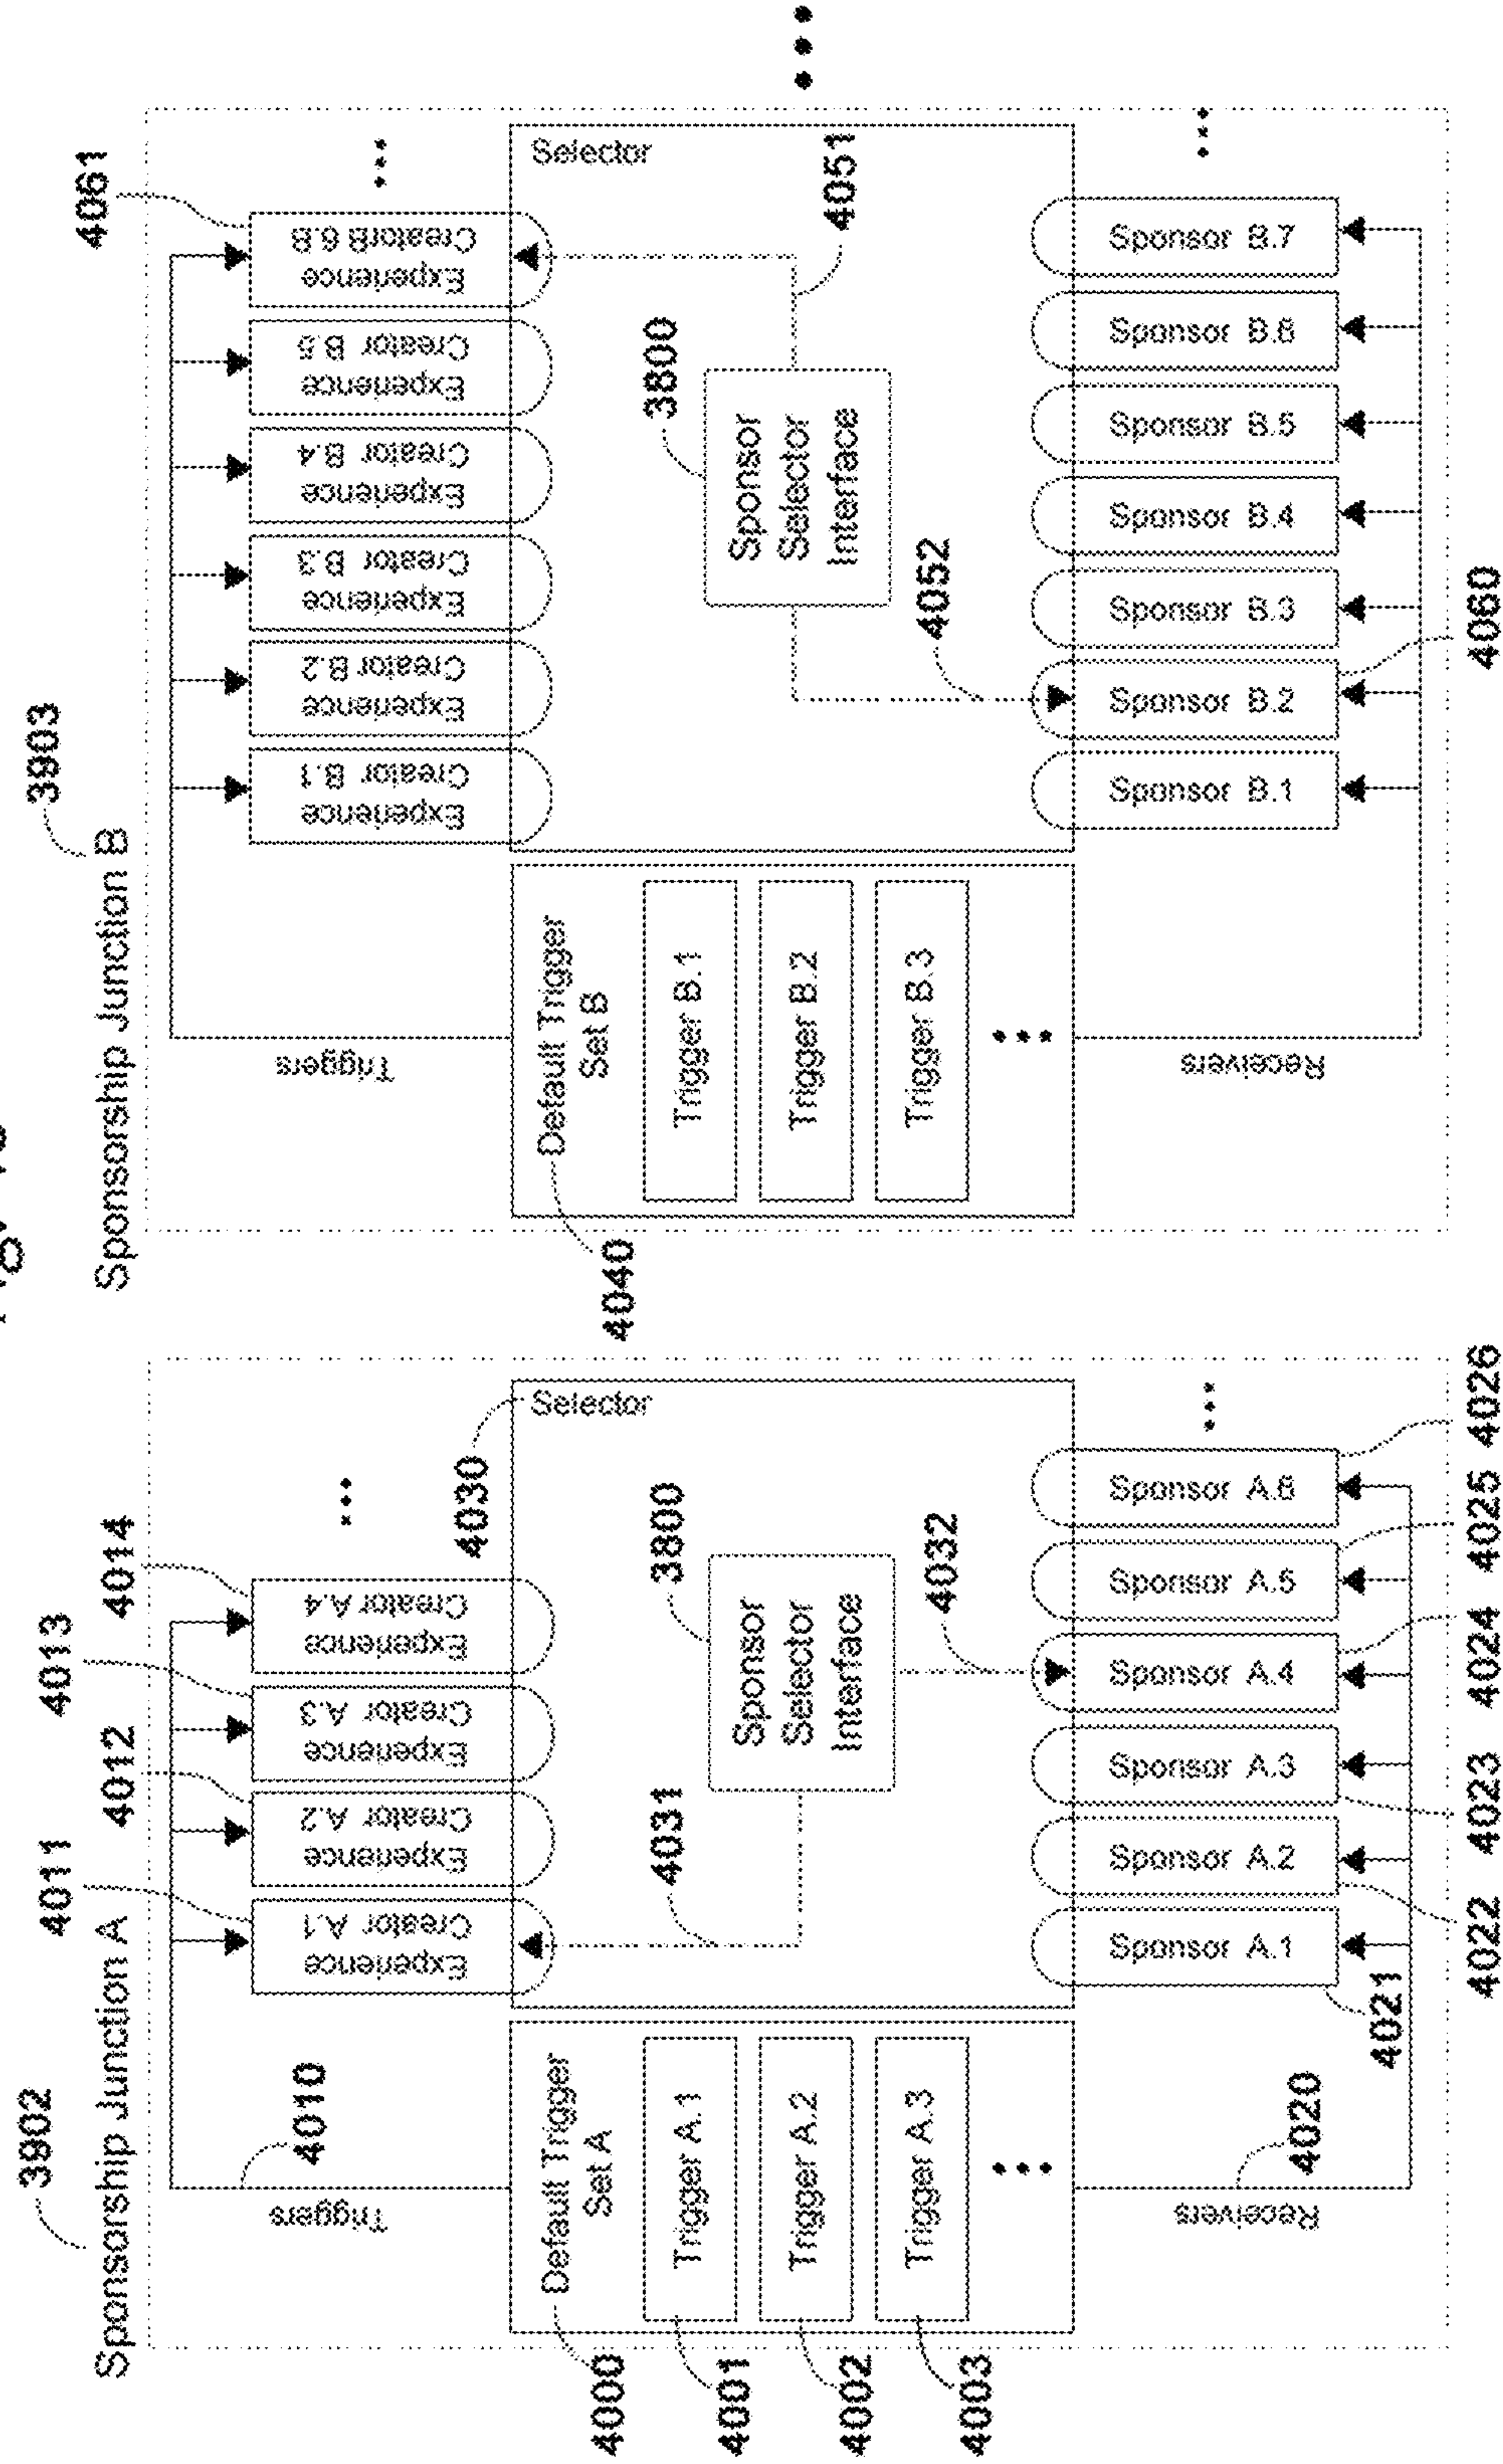 3902
Sponsorship Junction A
4000
Default Trigger
Set A
4001
Trigger A.1
4002
Trigger A.2
4003
Trigger A.3
Triggers
4010
4011
Experience
Creator A.1
4012
Experience
Creator A.2
4013
Experience
Creator A.3
4014
Experience
Creator A.4
4030
Selector
3800
Sponsor
Selector
Interface
4031
4032
Receivers
4020
Sponsor A.1
4021
Sponsor A.2
4022
Sponsor A.3
4023
Sponsor A.4
4024
Sponsor A.5
4025
Sponsor A.6
4026
3903
Sponsorship Junction B
4040
Default Trigger
Set B
Trigger B.1
Trigger B.2
Trigger B.3
Triggers
Experience
Creator B.1
Experience
Creator B.2
Experience
Creator B.3
Experience
Creator B.4
Experience
Creator B.5
Experience
CreatorB 6.B
4061
Selector
3800
Sponsor
Selector
Interface
4051
4052
Receivers
Sponsor B.1
Sponsor B.2
4060
Sponsor B.3
Sponsor B.4
Sponsor B.5
Sponsor B.6
Sponsor B.7